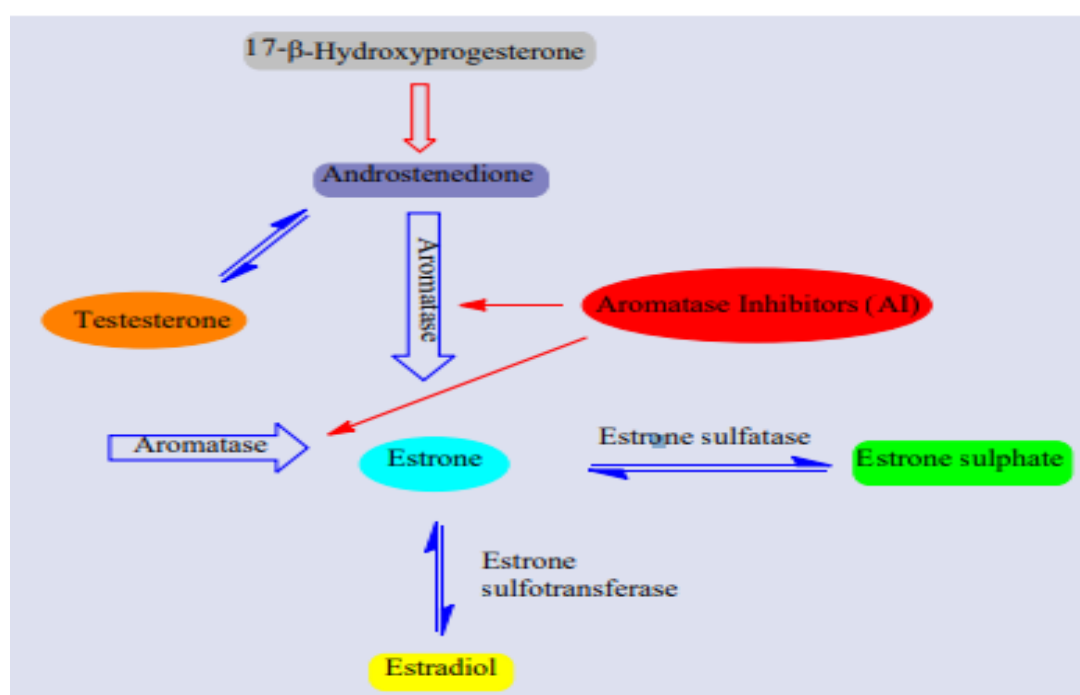 17-β-Hydroxyprogesterone
Androstenedione
Aromatase
Testesterone
Aromatase Inhibitors ( AI)
Aromatase
Estrone
Estrone sulfatase
Estrone sulphate
Estrone
sulfotransferase
Estradiol